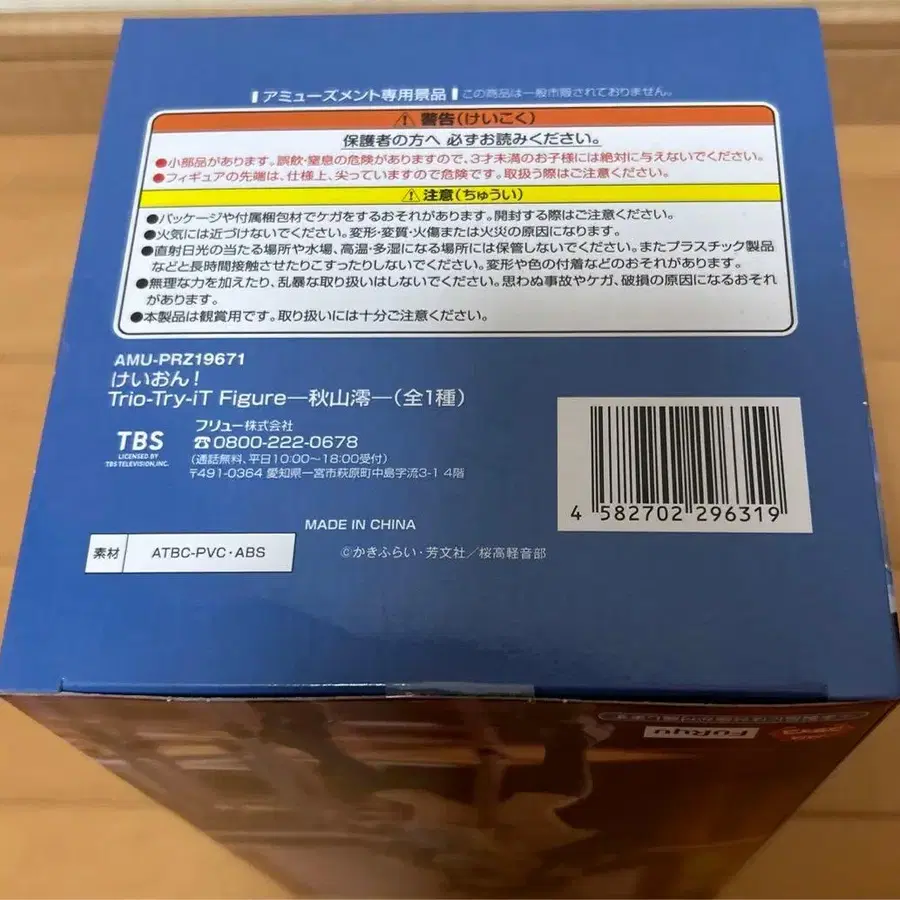 アミューズメント専用景品 この商品は一般市販されておりません。
警告(けいこく)
保護者の方へ 必ずお読みください。
●小部品があります。誤飲・窒息の危険がありますので、3才未満のお子様には絶対に与えないでください。
●フィギュアの先端は、仕様上、尖っていますので危険です。取扱う際はご注意ください。
注意(ちゅうい)
●パッケージや付属梱包材でケガをするおそれがあります。開封する際はご注意ください。
●火気には近づけないでください。変形・変質・火傷または火災の原因になります。
●直射日光の当たる場所や水場、高温・多湿になる場所には保管しないでください。またプラスチック製品
などと長時間接触させたりこすったりしないでください。変形や色の付着などのおそれがあります。
●無理な力を加えたり、乱暴な取り扱いはしないでください。思わぬ事故やケガ、破損の原因になるおそれ
があります。
●本製品は観賞用です。取り扱いには十分ご注意ください。
AMU-PRZ19671
けいおん!
Trio-Try-iT Figure—秋山澪—(全1種)
TBS
LICENSED BY
TBS TELEVISION, INC.
フリュー株式会社
☎0800-222-0678
(通話無料、平日10:00〜18:00受付)
〒491-0364 愛知県一宮市萩原町中島字流3-1 4階
4 582702 296319
MADE IN CHINA
素材 ATBC-PVC・ABS
©かきふらい・芳文社/桜高軽音部
FuRyu